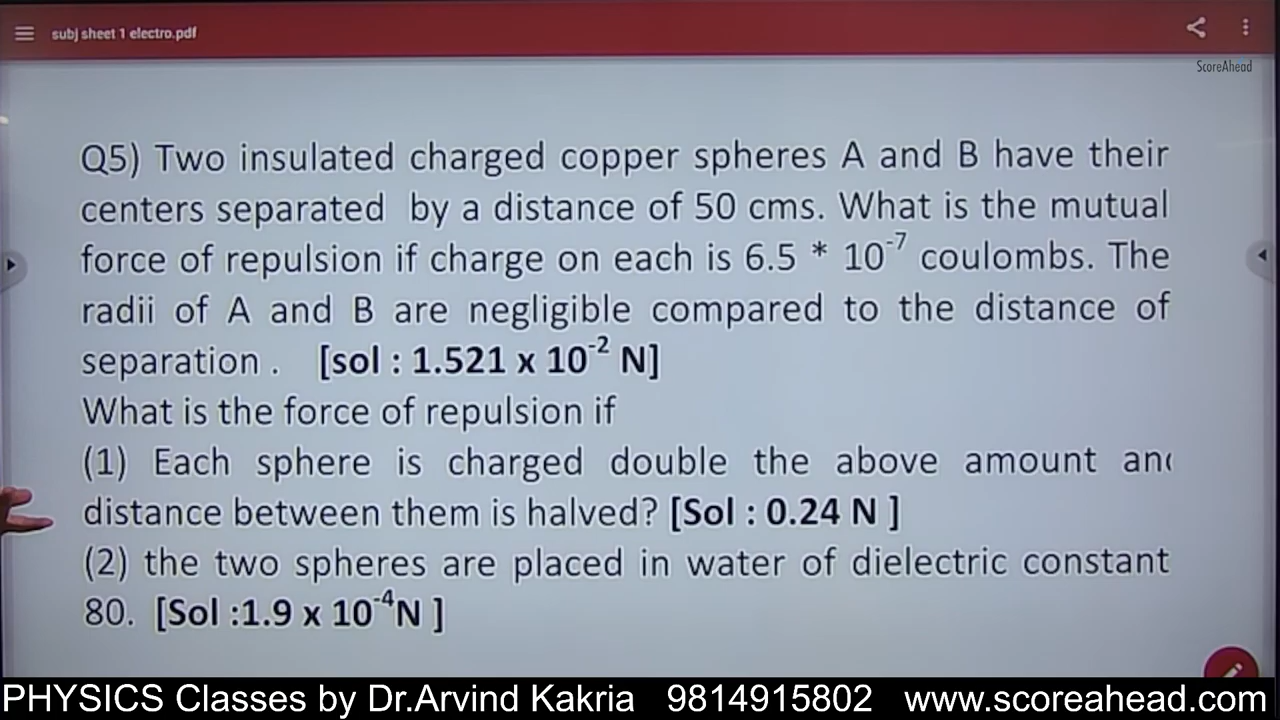 subj sheet 1 electro.pdf
ScoreAhead
Q5) Two insulated charged copper spheres A and B have their
centers separated by a distance of 50 cms. What is the mutual
force of repulsion if charge on each is 6.5 * 10⁻⁷ coulombs. The
radii of A and B are negligible compared to the distance of
separation . [sol : 1.521 x 10⁻² N]
What is the force of repulsion if
(1) Each sphere is charged double the above amount and
distance between them is halved? [Sol : 0.24 N ]
(2) the two spheres are placed in water of dielectric constant
80. [Sol :1.9 x 10⁻⁴N ]
PHYSICS Classes by Dr.Arvind Kakria 9814915802 www.scoreahead.com